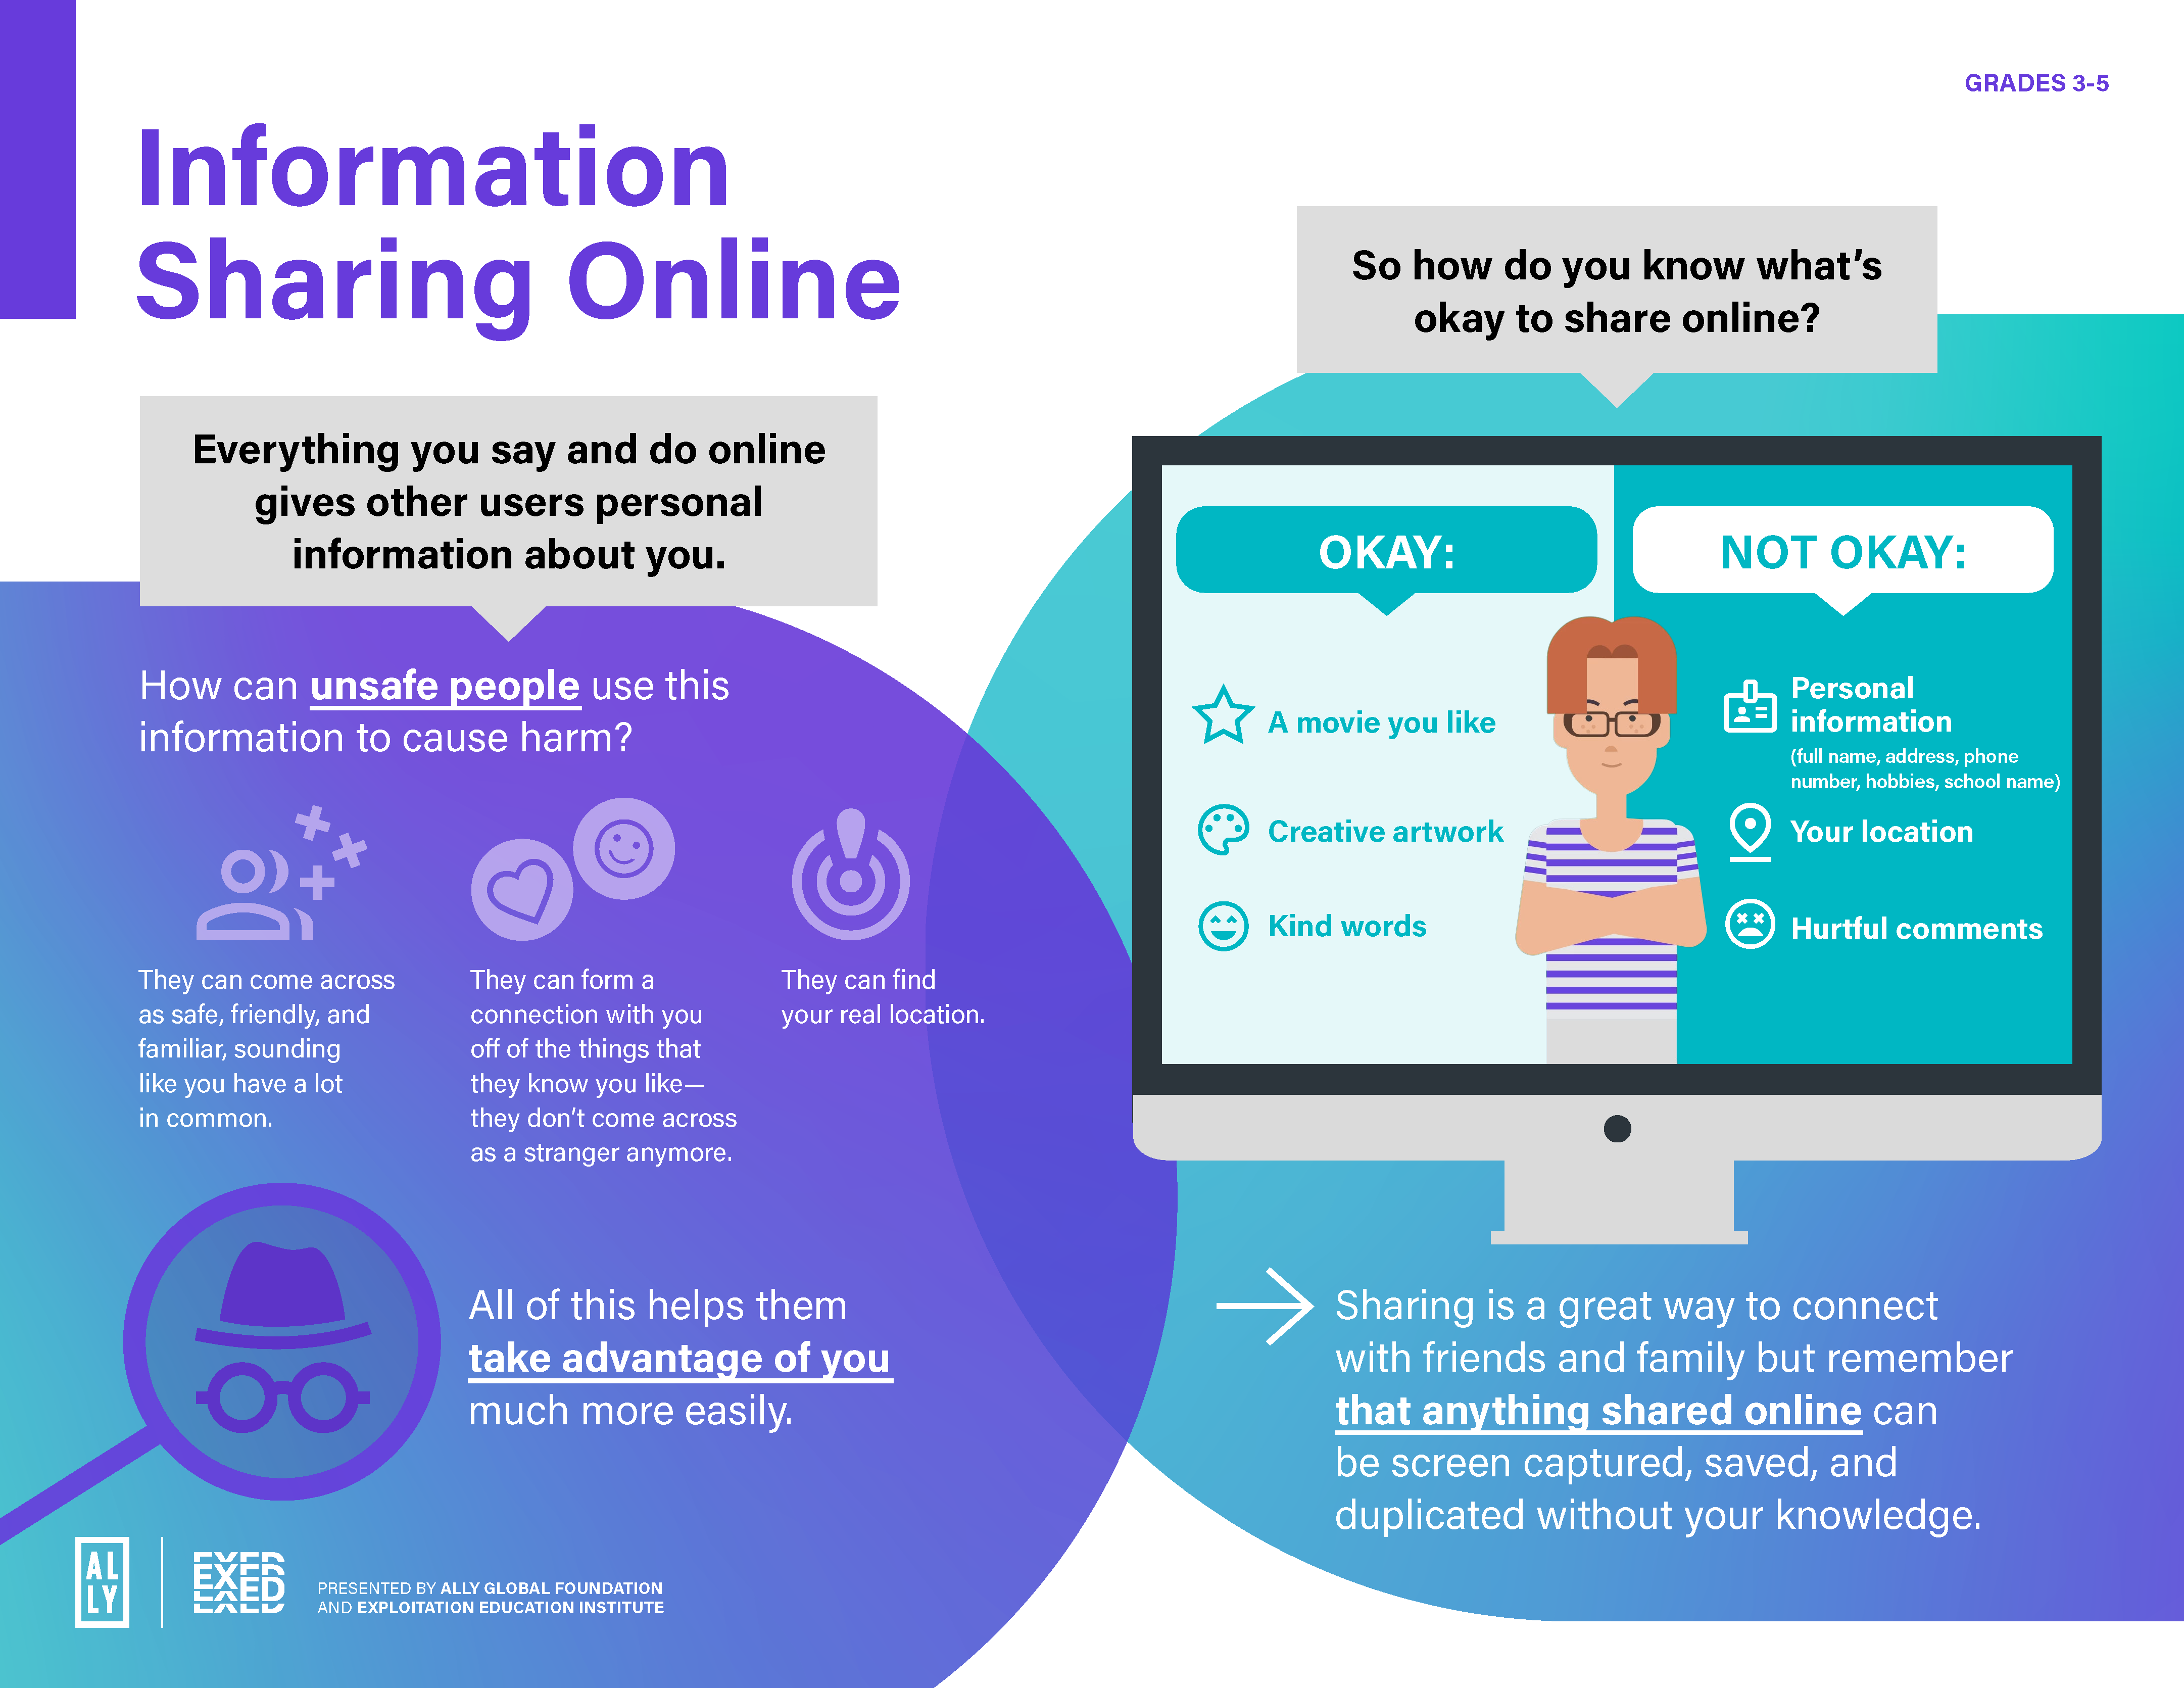 GRADES 3-5
Information
Sharing Online
Everything you say and do online
gives other users personal
information about you.
How can unsafe people use this
information to cause harm?
They can come across
as safe, friendly, and
familiar, sounding
like you have a lot
in common.
They can form a
connection with you
off of the things that
they know you like—
they don't come across
as a stranger anymore.
They can find
your real location.
All of this helps them
take advantage of you
much more easily.
So how do you know what's
okay to share online?
OKAY:
A movie you like
Creative artwork
Kind words
NOT OKAY:
Personal
information
(full name, address, phone
number, hobbies, school name)
Your location
Hurtful comments
Sharing is a great way to connect
with friends and family but remember
that anything shared online can
be screen captured, saved, and
duplicated without your knowledge.
AL
LY
EXED
PRESENTED BY ALLY GLOBAL FOUNDATION
AND EXPLOITATION EDUCATION INSTITUTE